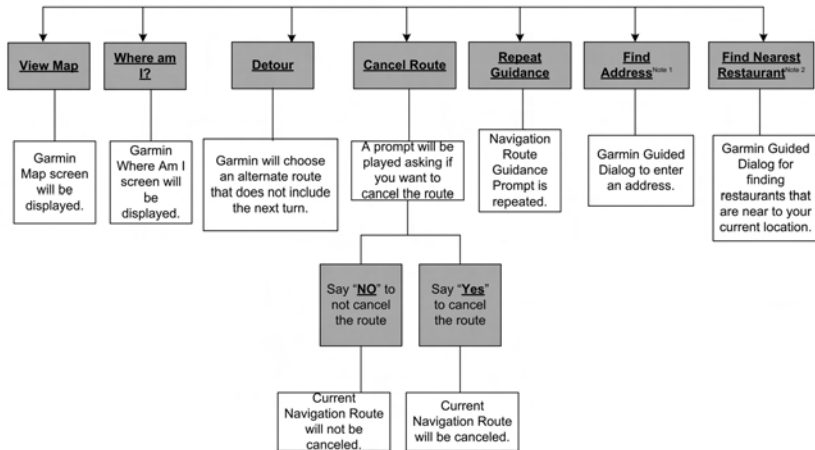 View Map
Where am
I?
Detour
Cancel Route
Repeat
Guidance
Find
Address Note 1
Find Nearest
Restaurant Note 2
Garmin
Map screen
will be
displayed.
Garmin
Where Am I
screen will
be
displayed.
Garmin will choose
an alternate route
that does not include
the next turn.
A prompt will be
played asking if
you want to
cancel the route
Navigation
Route
Guidance
Prompt is
repeated.
Garmin Guided
Dialog to enter
an address.
Garmin Guided
Dialog for
finding
restaurants that
are near to your
current location.
Say “NO” to
not cancel
the route
Say “Yes”
to cancel
the route
Current
Navigation Route
will not be
canceled.
Current
Navigation Route
will be canceled.